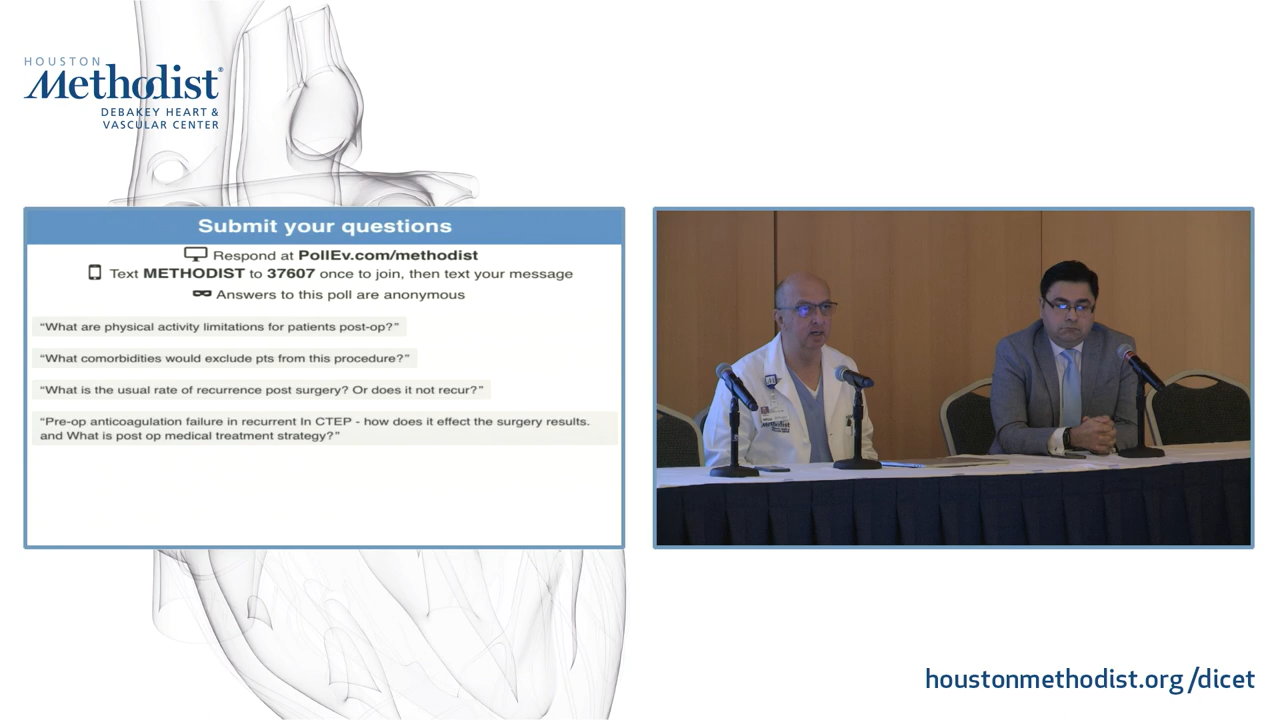 HOUSTON
Methodist®
DEBAKEY HEART &
VASCULAR CENTER
Submit your questions
Respond at PollEv.com/methodist
Text METHODIST to 37607 once to join, then text your message
Answers to this poll are anonymous
“What are physical activity limitations for patients post-op?”
“What comorbidities would exclude pts from this procedure?”
“What is the usual rate of recurrence post surgery? Or does it not recur?”
“Pre-op anticoagulation failure in recurrent In CTEP - how does it effect the surgery results.
and What is post op medical treatment strategy?”
Methodist
houstonmethodist.org/dicet